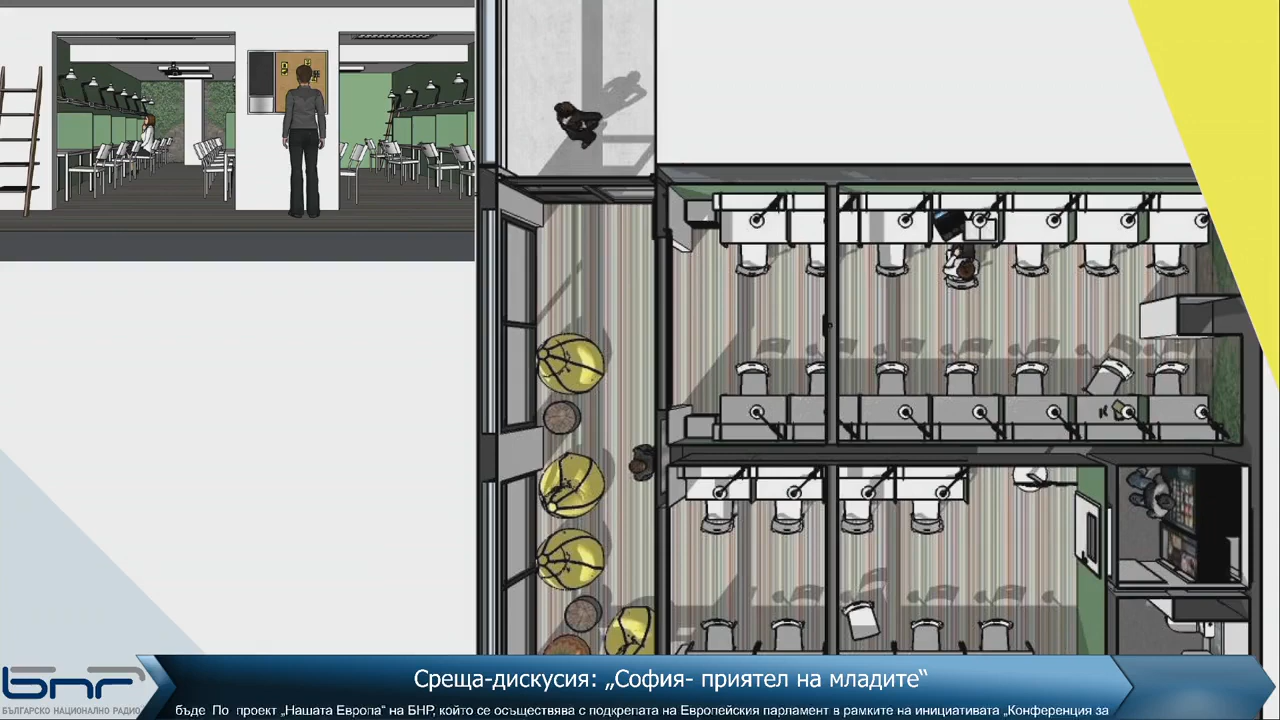 Среща-дискусия: „София- приятел на младите“
бнр
БЪЛГАРСКО НАЦИОНАЛНО РАДИО
бъде По проект „Нашата Европа“ на БНР, който се осъществява с подкрепата на Европейския парламент в рамките на инициативата „Конференция за